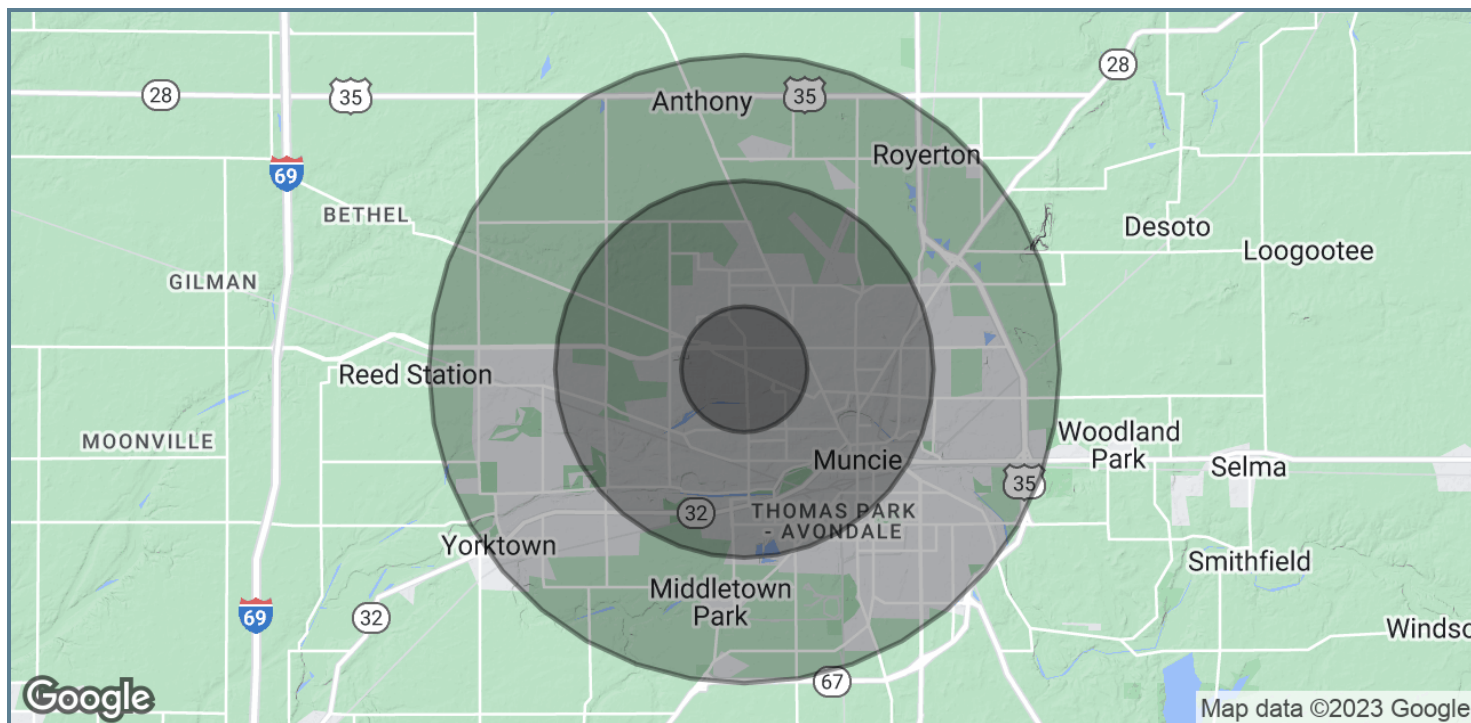 28
28
35
Anthony
35
Royerton
69
BETHEL
Desoto
Loogootee
GILMAN
Reed Station
MOONVILLE
Muncie
Woodland
Park
Selma
35
32
THOMAS PARK
- AVONDALE
Yorktown
Smithfield
Middletown
Park
69
32
Windso
67
Google
Map data ©2023 Google